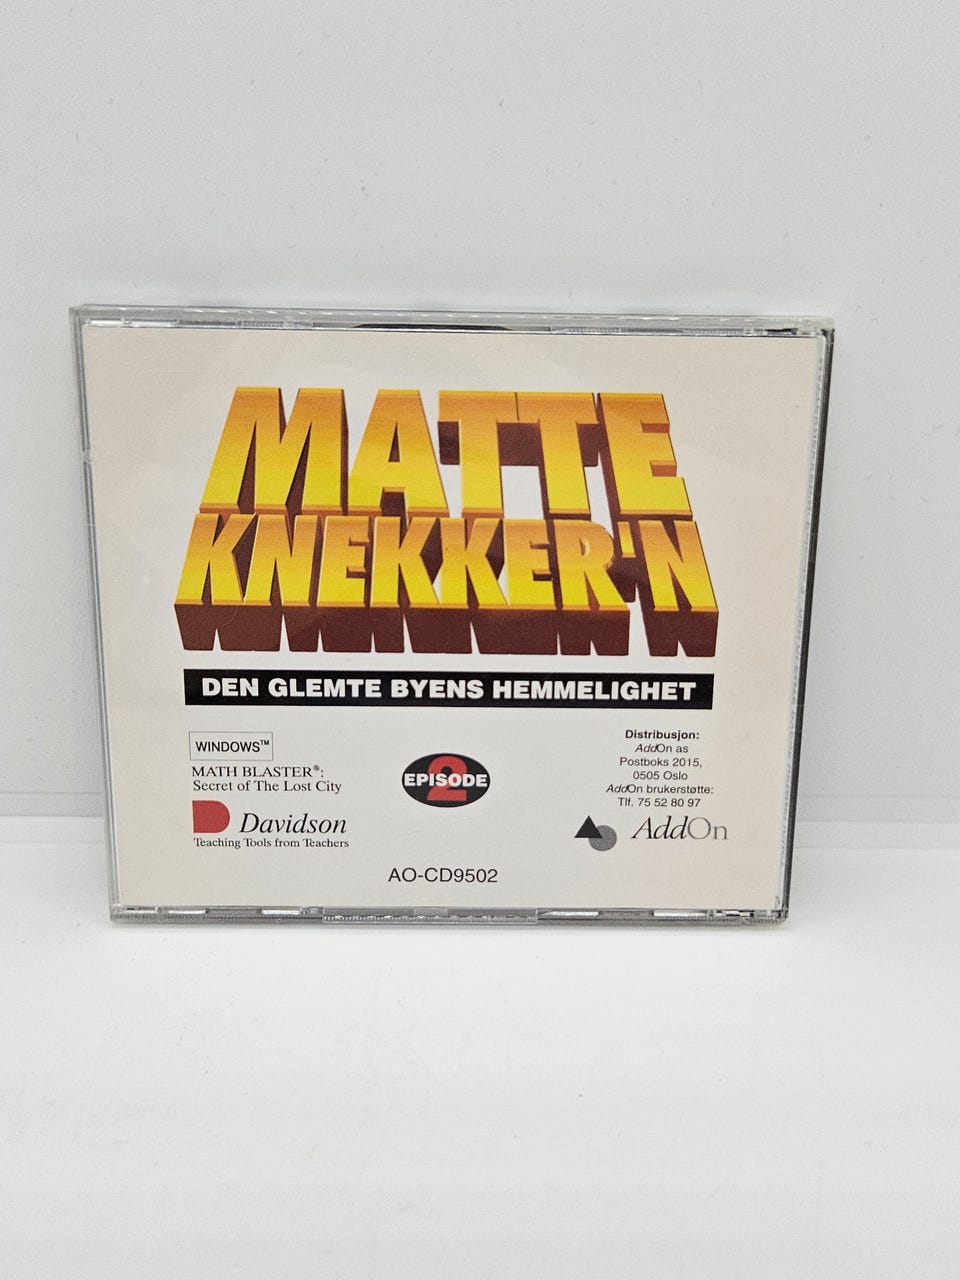 MATTE
KNEKKER'N
DEN GLEMTE BYENS HEMMELIGHET
WINDOWS™
MATH BLASTER®:
Secret of The Lost City
Davidson
Teaching Tools from Teachers
EPISODE 2
Distribusjon:
AddOn as
Postboks 2015,
0505 Oslo
AddOn brukerstøtte:
Tlf. 75 52 80 97
AddOn
AO-CD9502